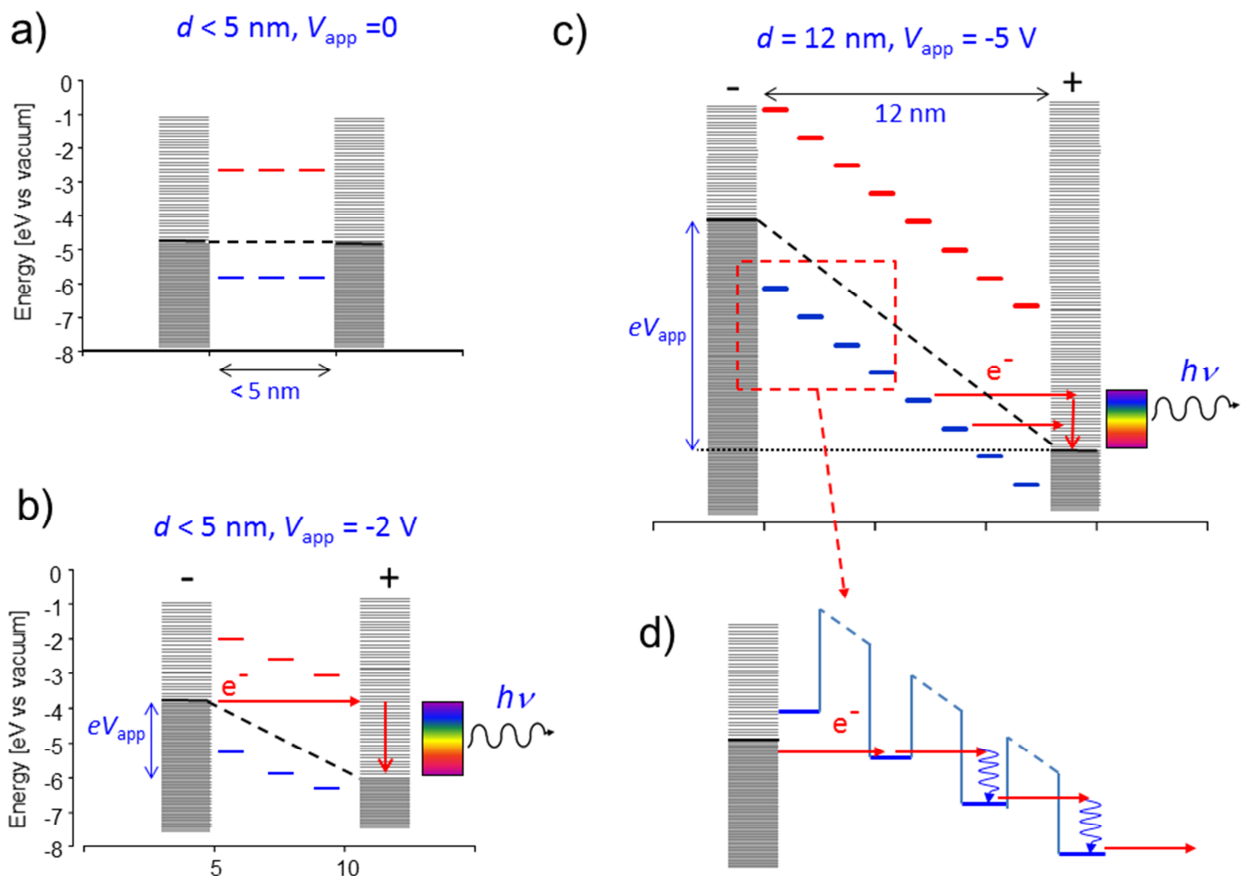 a)
d < 5 nm, Vapp =0
Energy [eV vs vacuum]
0
-1
-2
-3
-4
-5
-6
-7
-8
< 5 nm
b)
d < 5 nm, Vapp = -2 V
Energy [eV vs vacuum]
0
-1
-2
-3
-4
-5
-6
-7
-8
- +
e-
eVapp
hν
5 10
c)
d = 12 nm, Vapp = -5 V
- +
12 nm
eVapp
e-
hν
d)
e-